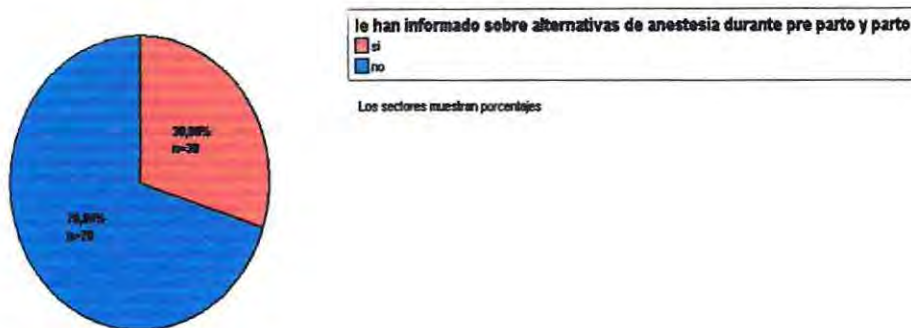 le han informado sobre alternativas de anestesia durante pre parto y parto
si
no
Los sectores muestran porcentajes
30,00%
n=30
70,00%
n=70